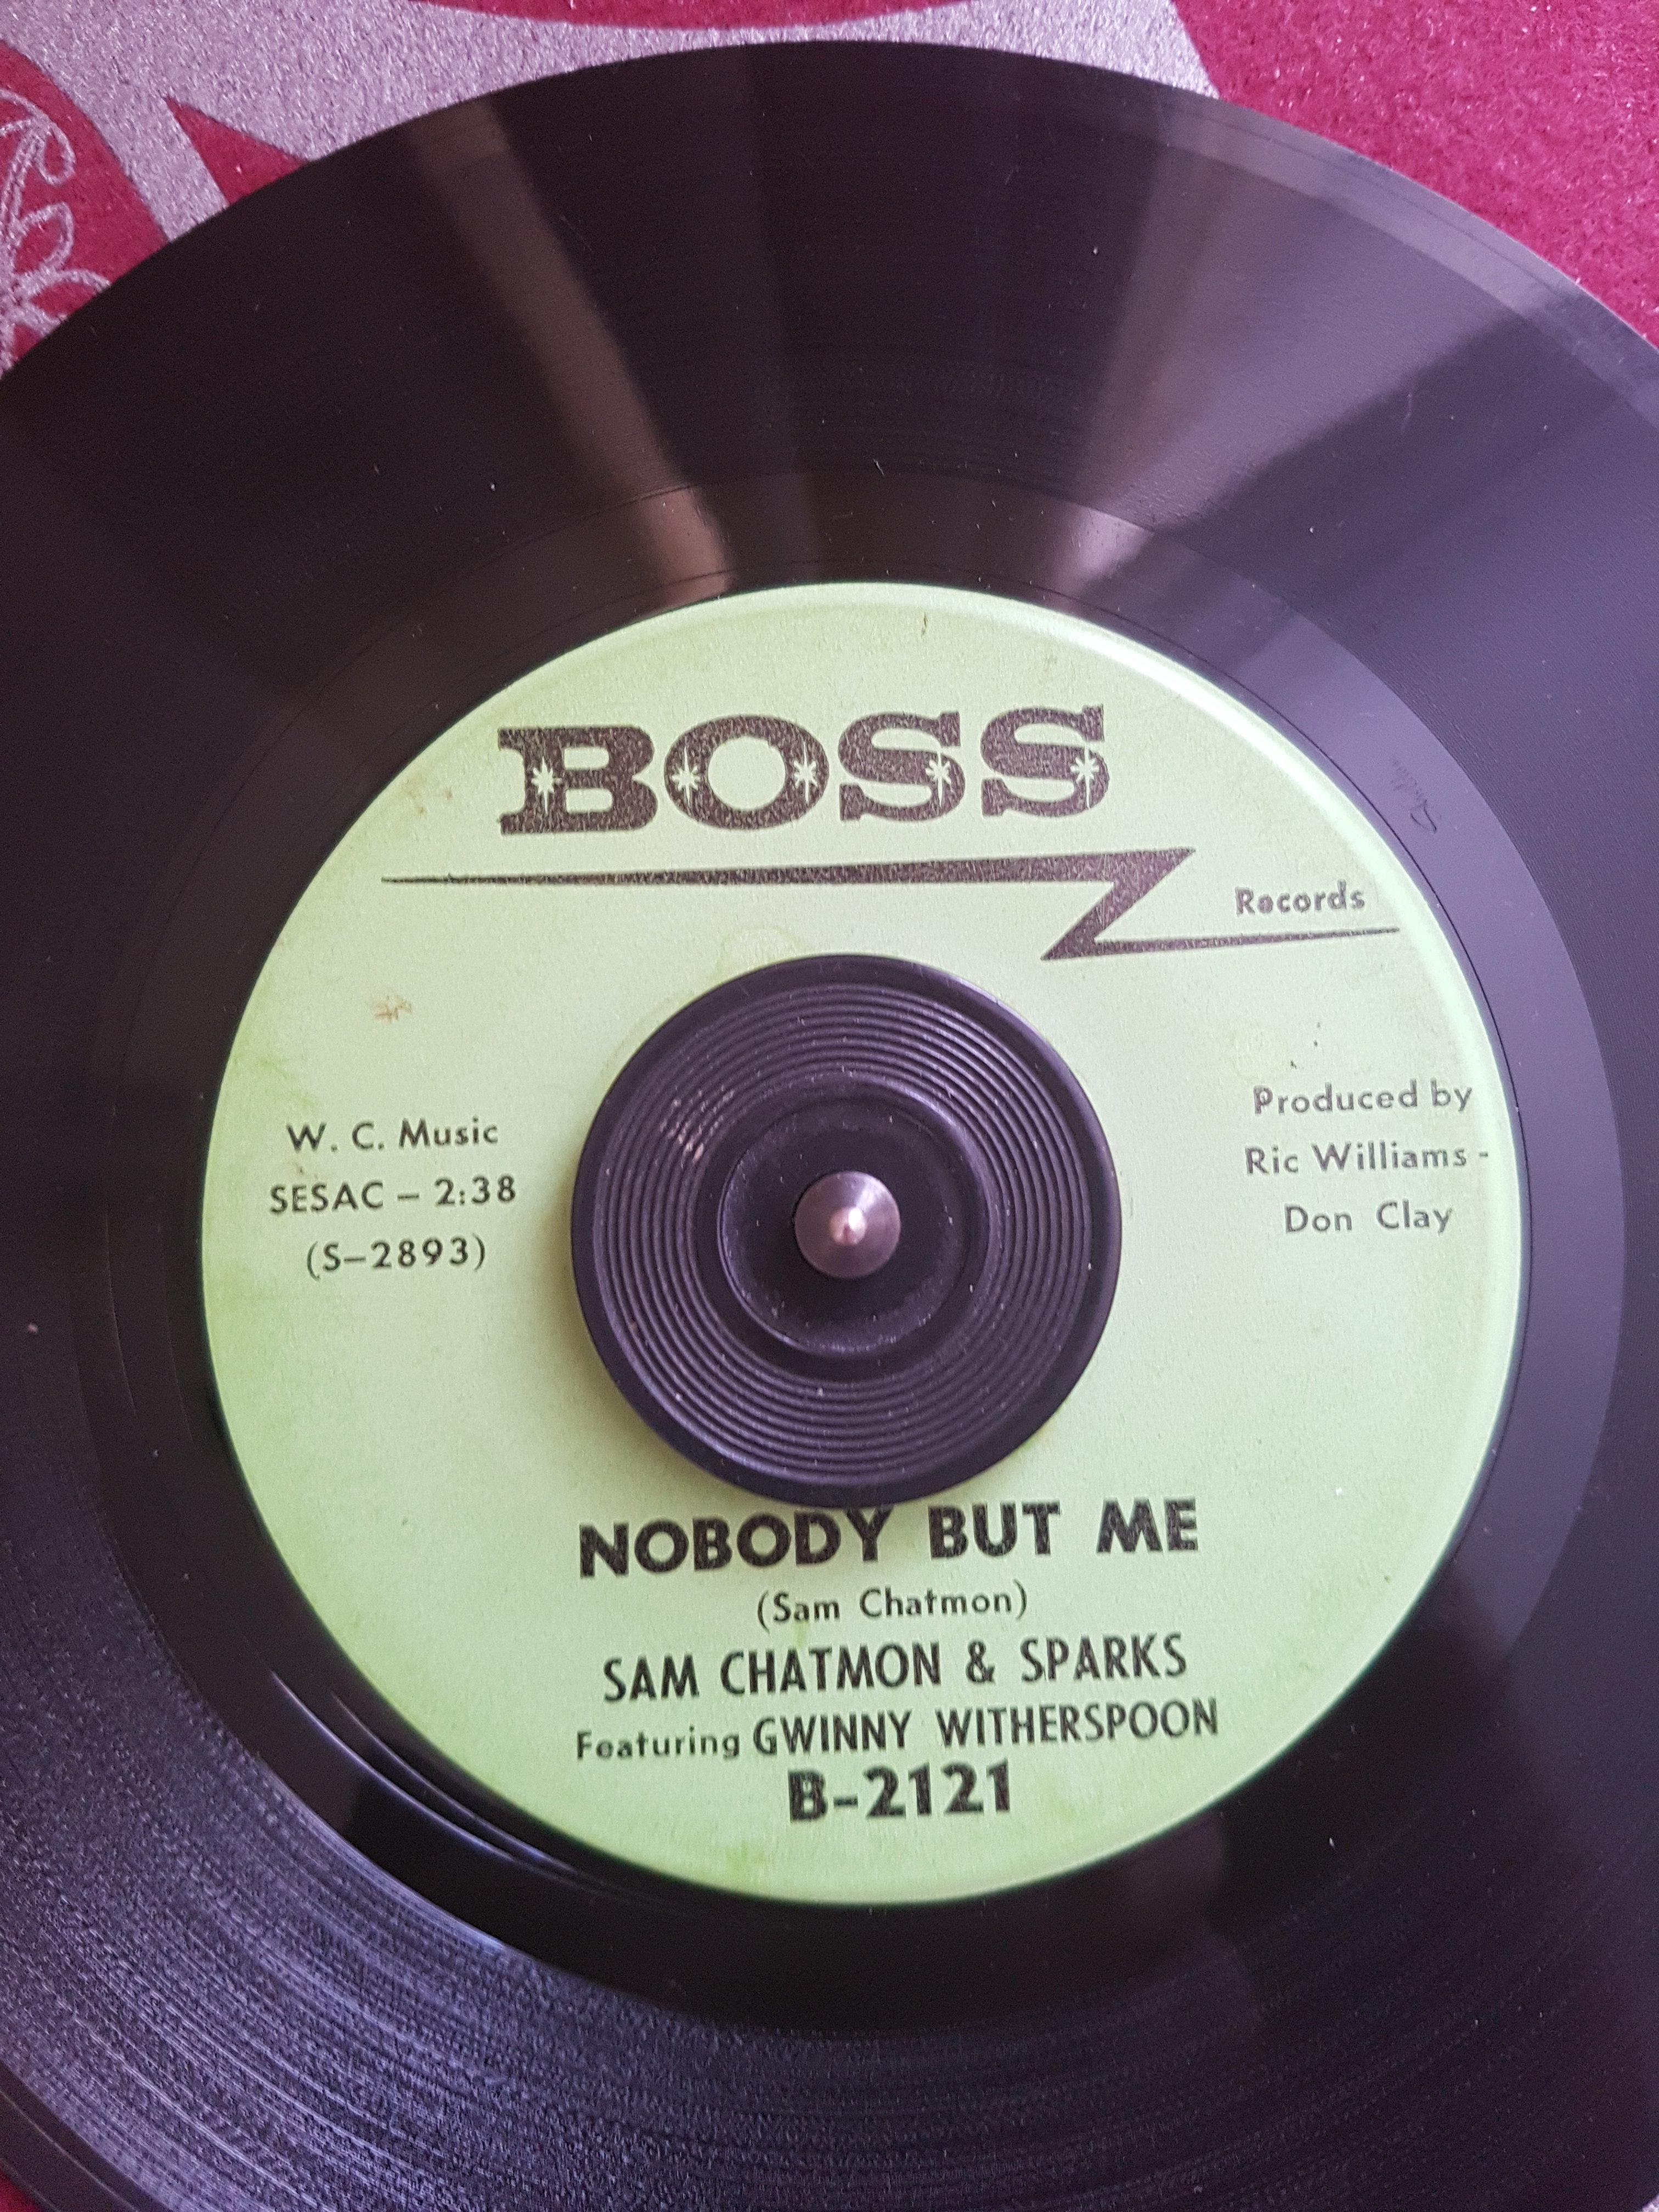 BOSS
Records
W. C. Music
SESAC – 2:38
(S–2893)
Produced by
Ric Williams -
Don Clay
NOBODY BUT ME
(Sam Chatmon)
SAM CHATMON & SPARKS
Featuring GWINNY WITHERSPOON
B–2121